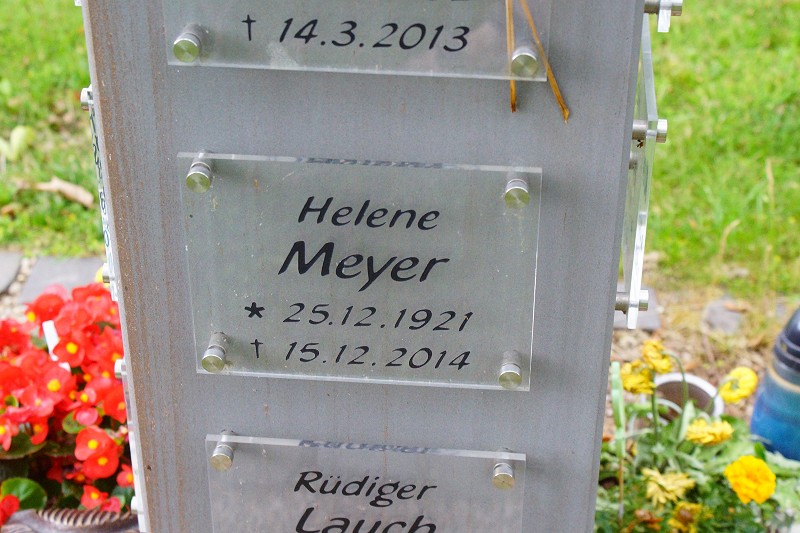 † 14.3.2013
Helene
Meyer
* 25.12.1921
† 15.12.2014
Rüdiger
Lauch